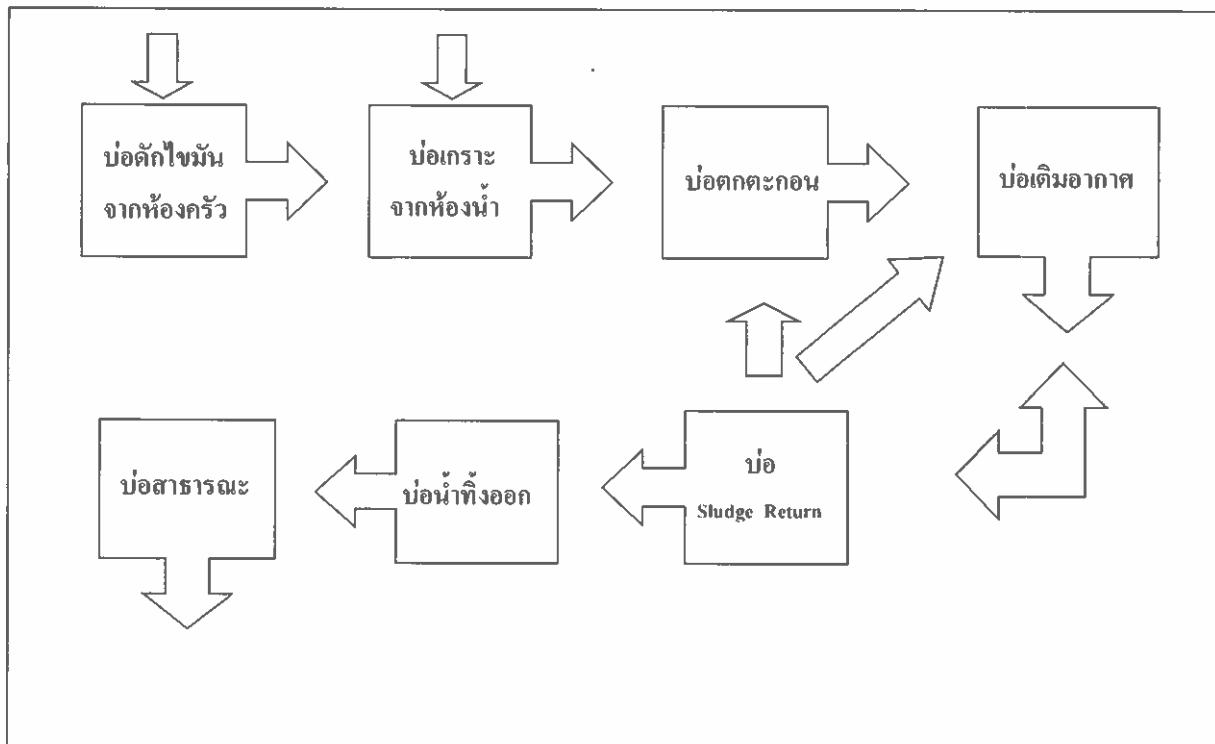 บ่อดักไขมัน
จากห้องครัว
บ่อเกราะ
จากห้องน้ำ
บ่อตกตะกอน
บ่อเติมอากาศ
บ่อสาธารณะ
บ่อน้ำทิ้งออก
บ่อ
Sludge Return